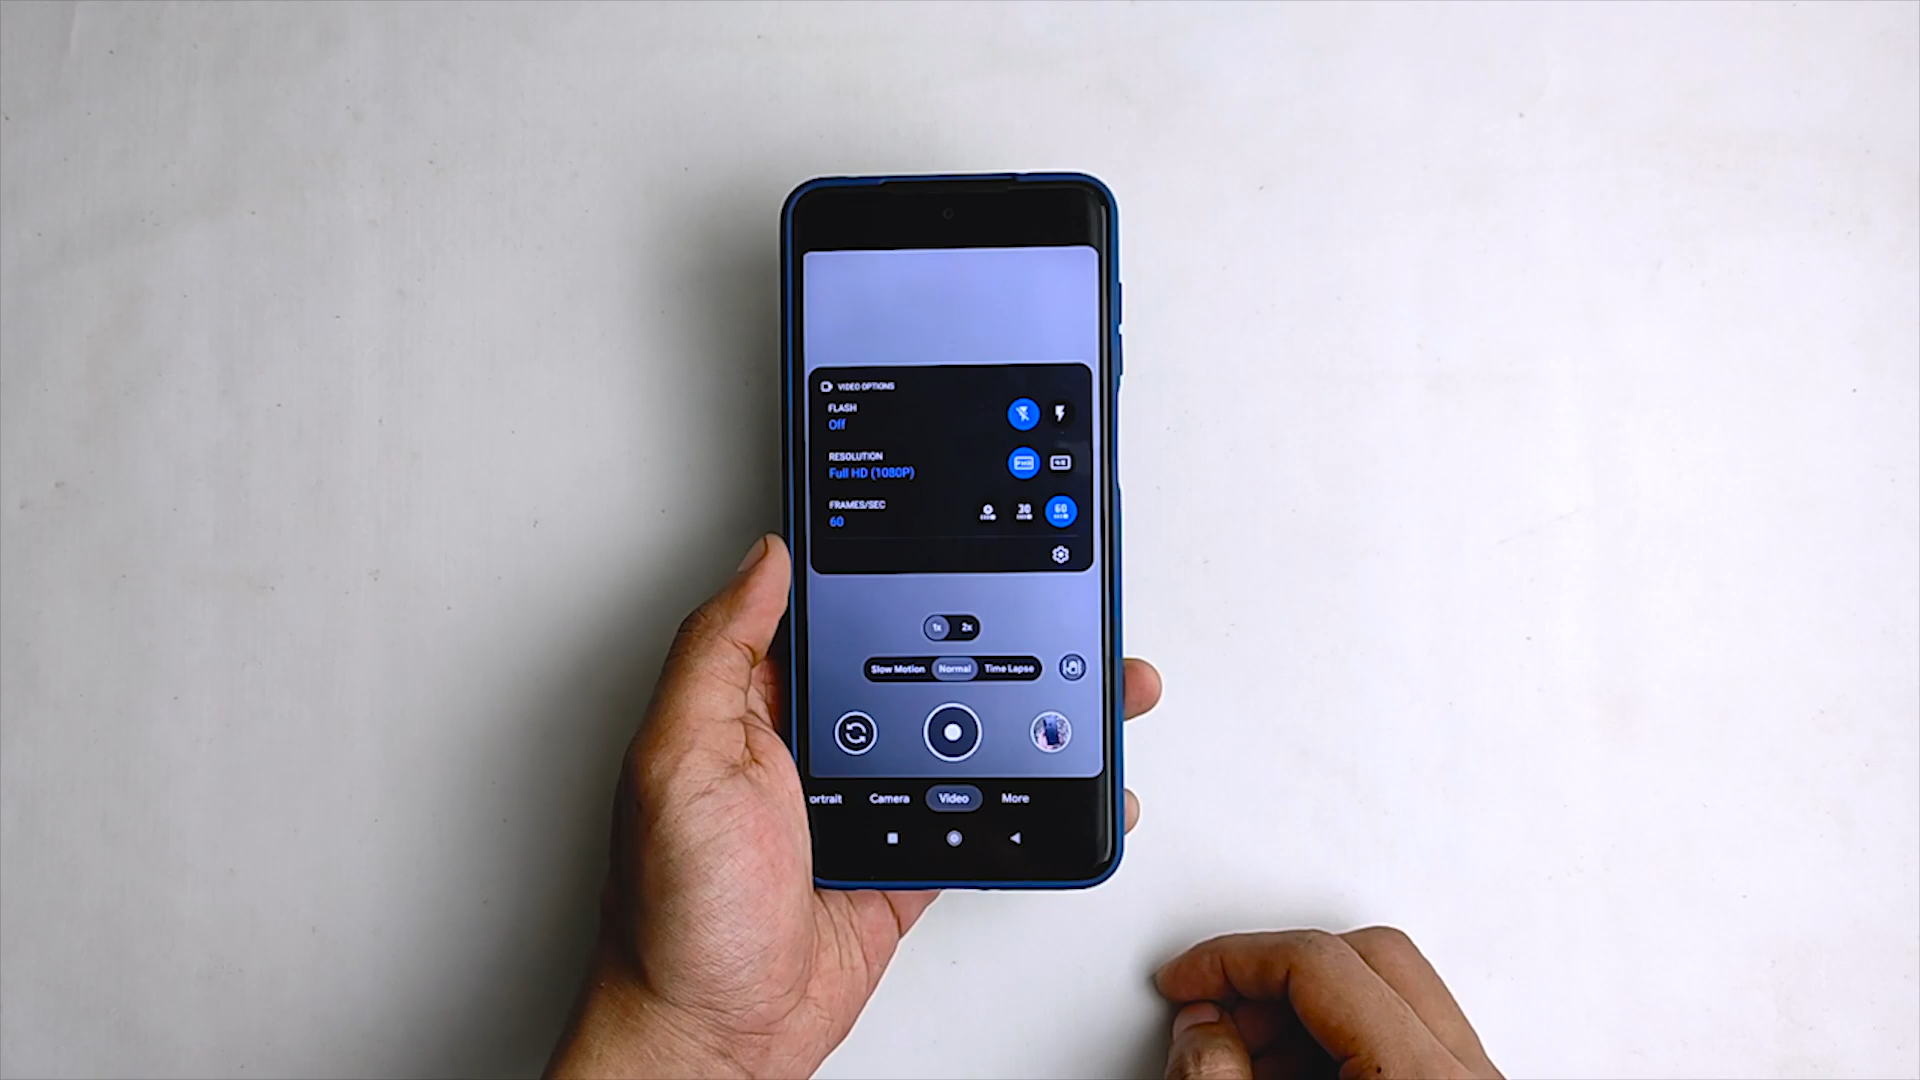 VIDEO OPTIONS
FLASH
Off
RESOLUTION
Full HD (1080P)
FRAMES/SEC
60
30
60
1x 2x
Slow Motion Normal Time Lapse
ortrait Camera Video More